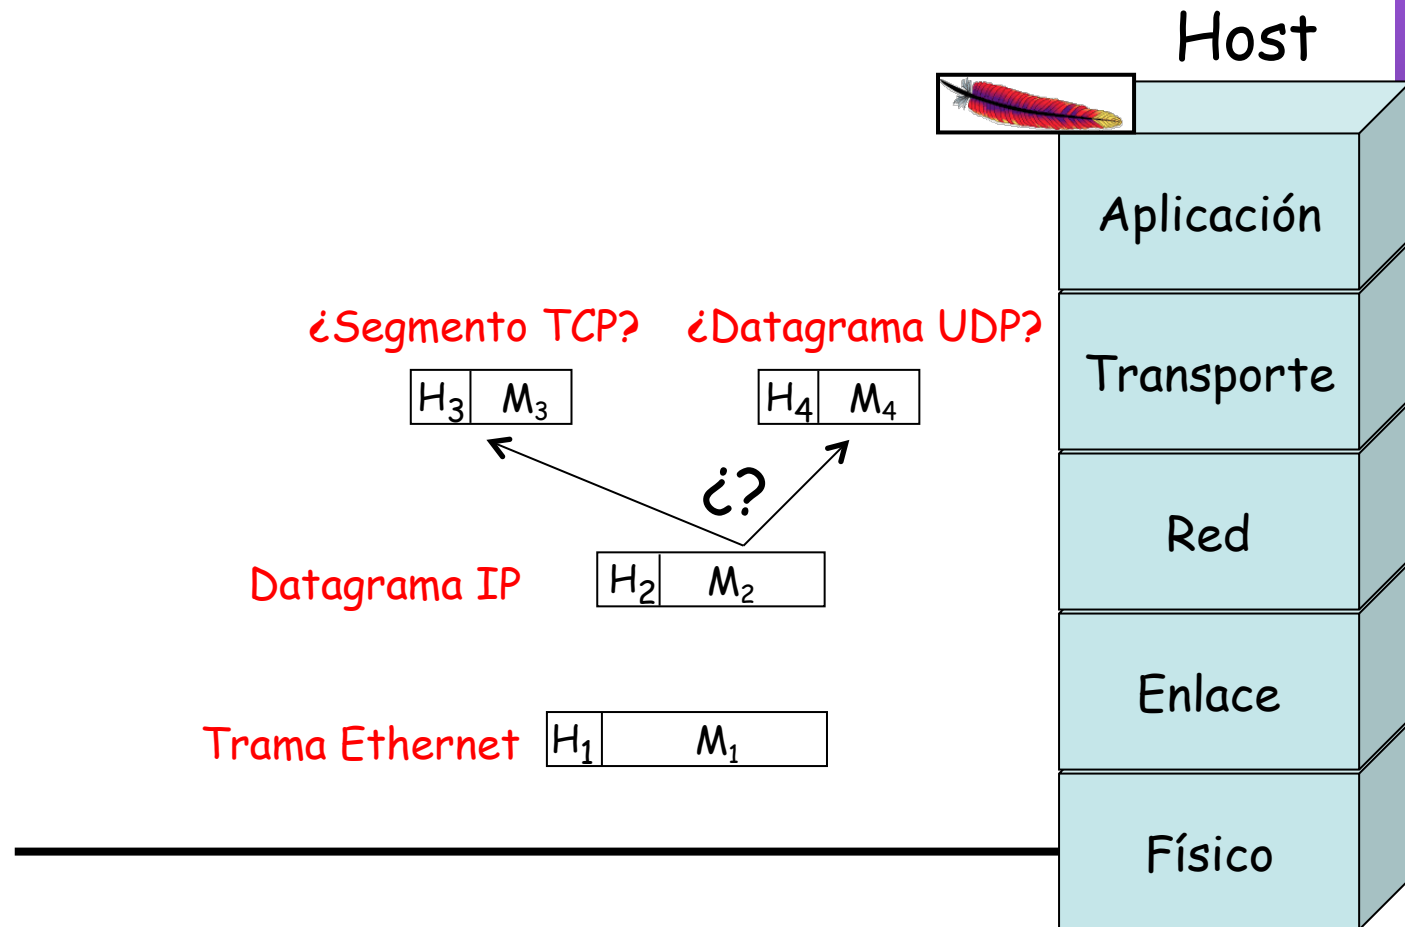 Host
Aplicación
¿Segmento TCP? ¿Datagrama UDP?
H3 M3 H4 M4
Transporte
¿?
Red
Datagrama IP H2 M2
Enlace
Trama Ethernet H1 M1
Físico